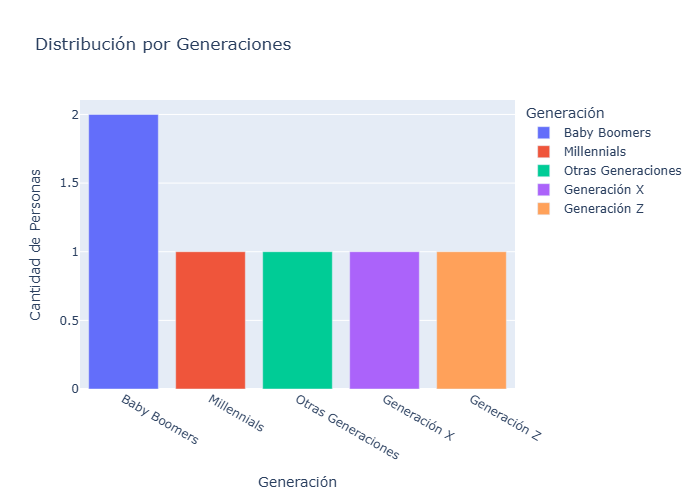 Distribución por Generaciones
Generación
Baby Boomers
Millennials
Otras Generaciones
Generación X
Generación Z
Cantidad de Personas
2
1.5
1
0.5
0
Baby Boomers
Millennials
Otras Generaciones
Generación X
Generación Z
Generación